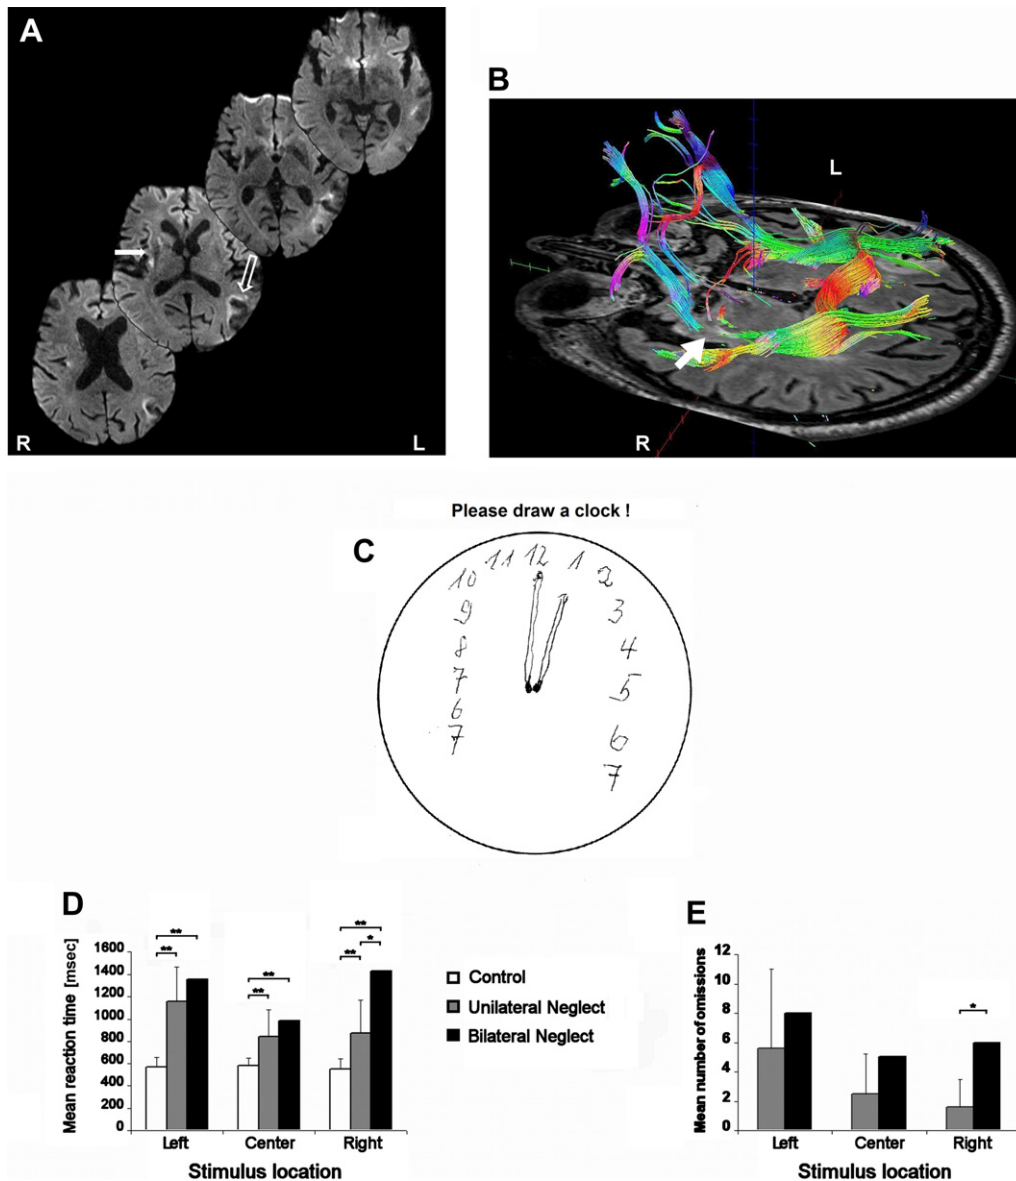 A
R
L
B
L
R
Please draw a clock !
C
11 12 1
10 2
9 3
8 4
7 5
6 6
7 7
D
** **
** ** ** *
**
Mean reaction time [msec]
1600
1400
1200
1000
800
600
400
200
0
Left Center Right
Stimulus location
Control
Unilateral Neglect
Bilateral Neglect
E
Mean number of omissions
12
10
8
6
4
2
0
*
Left Center Right
Stimulus location